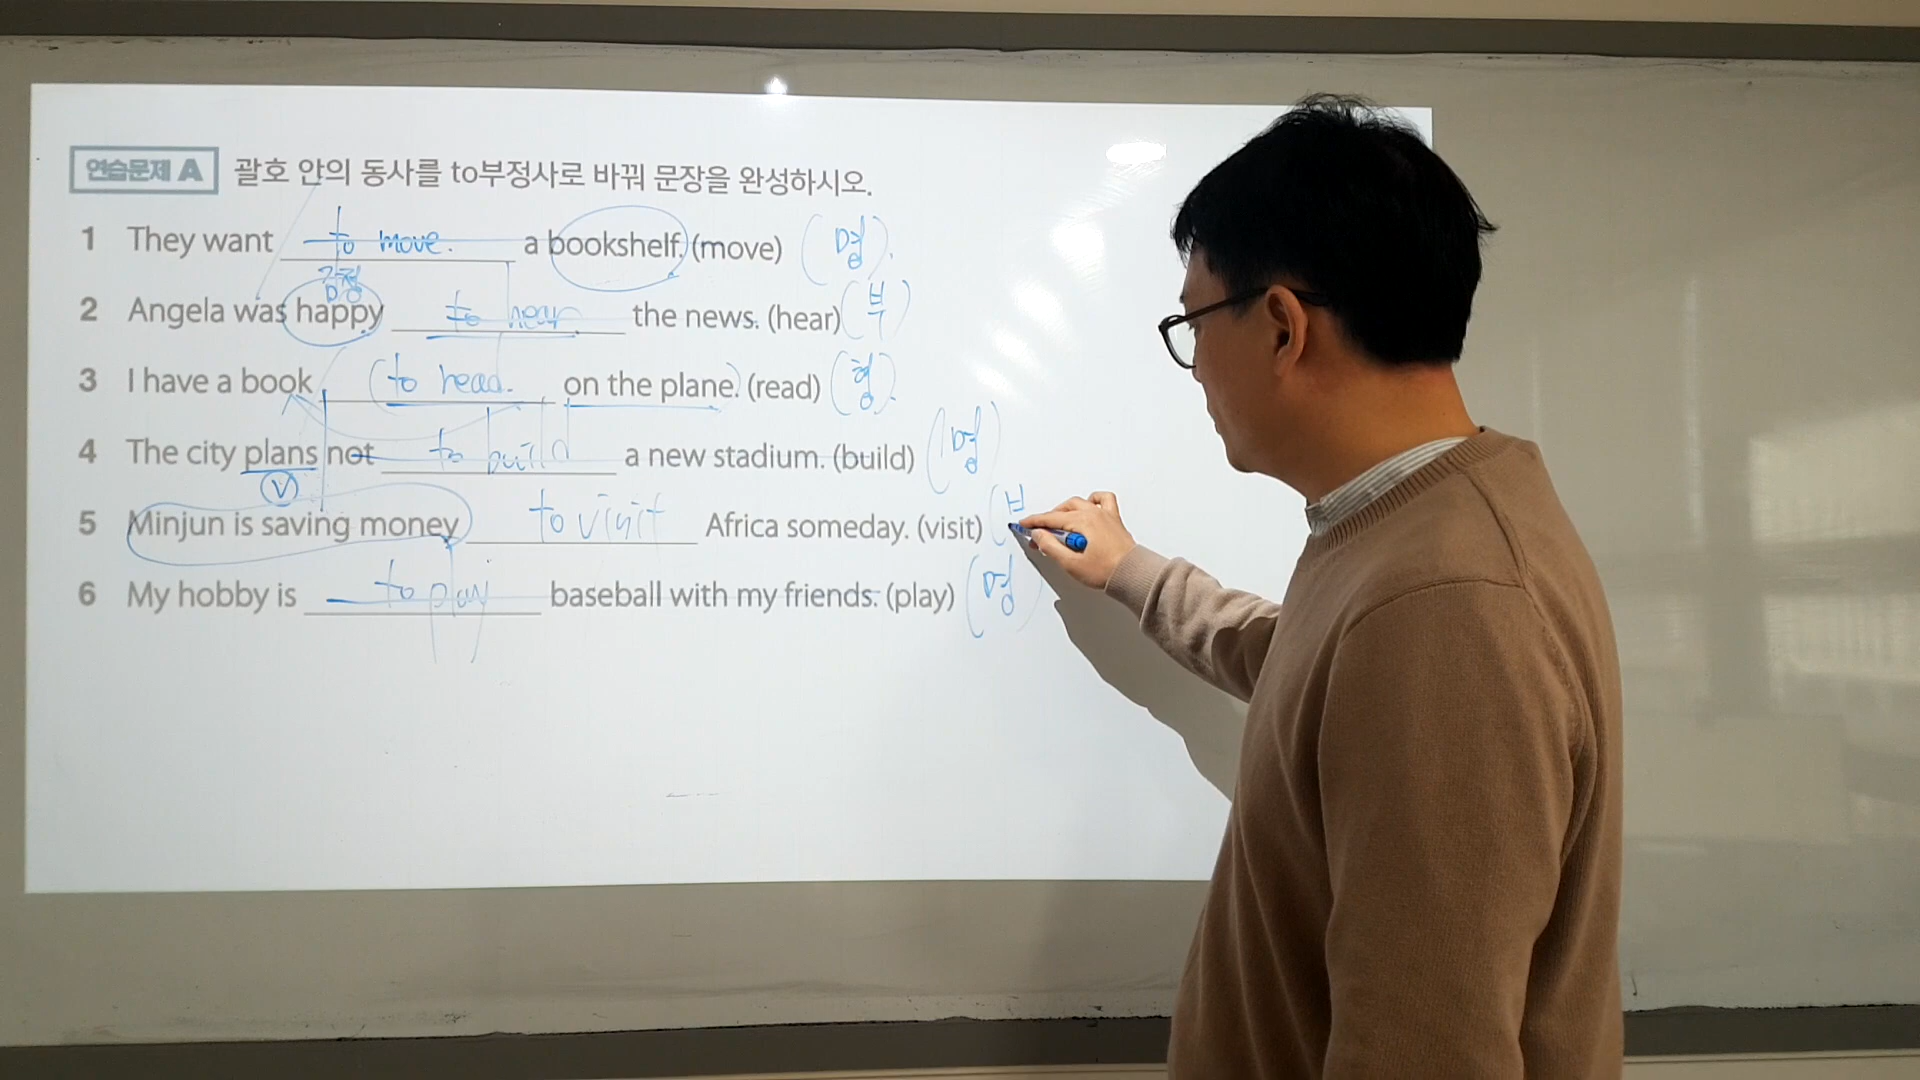 연습문제 A 괄호 안의 동사를 to부정사로 바꿔 문장을 완성하시오.
1 They want to move. a bookshelf. (move) (명).
감정
2 Angela was happy to hear the news. (hear) (부)
3 I have a book (to read. on the plane.) (read) (형).
4 The city plans not to build a new stadium. (build) (명)
V
5 Minjun is saving money to visit Africa someday. (visit) (부
6 My hobby is to play baseball with my friends. (play) (명)